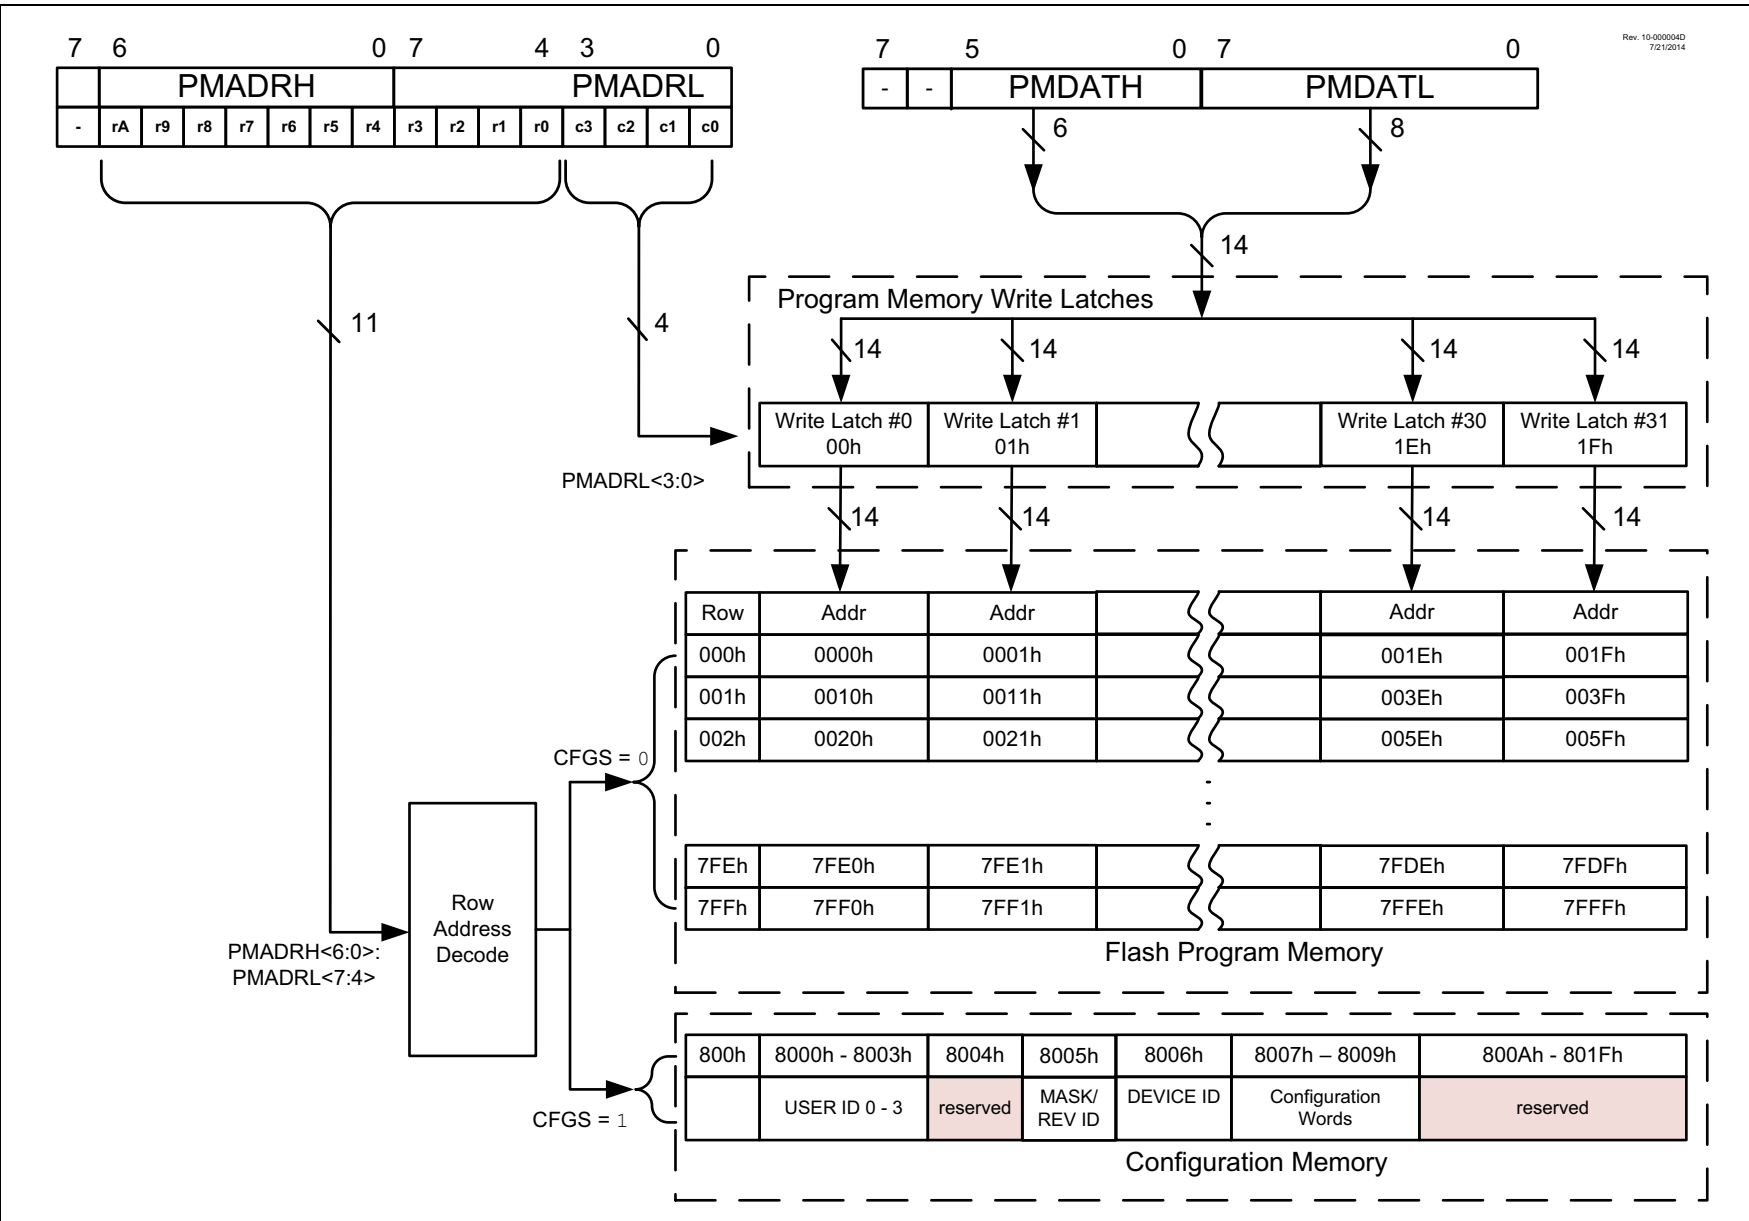 Rev. 10-000004D
7/21/2014
7 6 0 7 4 3 0
7 5 0 7 0
PMADRH PMADRL
- - PMDATH PMDATL
- rA r9 r8 r7 r6 r5 r4 r3 r2 r1 r0 c3 c2 c1 c0
6 8
14
11 4
Program Memory Write Latches
14 14 14 14
Write Latch #0 Write Latch #1 Write Latch #30 Write Latch #31
00h 01h 1Eh 1Fh
PMADRL<3:0>
14 14 14 14
Row Addr Addr Addr Addr
000h 0000h 0001h 001Eh 001Fh
001h 0010h 0011h 003Eh 003Fh
002h 0020h 0021h 005Eh 005Fh
CFGS = 0
7FEh 7FE0h 7FE1h 7FDEh 7FDFh
7FFh 7FF0h 7FF1h 7FFEh 7FFFh
Flash Program Memory
Row
Address
Decode
PMADRH<6:0>:
PMADRL<7:4>
800h 8000h - 8003h 8004h 8005h 8006h 8007h – 8009h 800Ah - 801Fh
USER ID 0 - 3 reserved MASK/ DEVICE ID Configuration reserved
REV ID Words
CFGS = 1
Configuration Memory